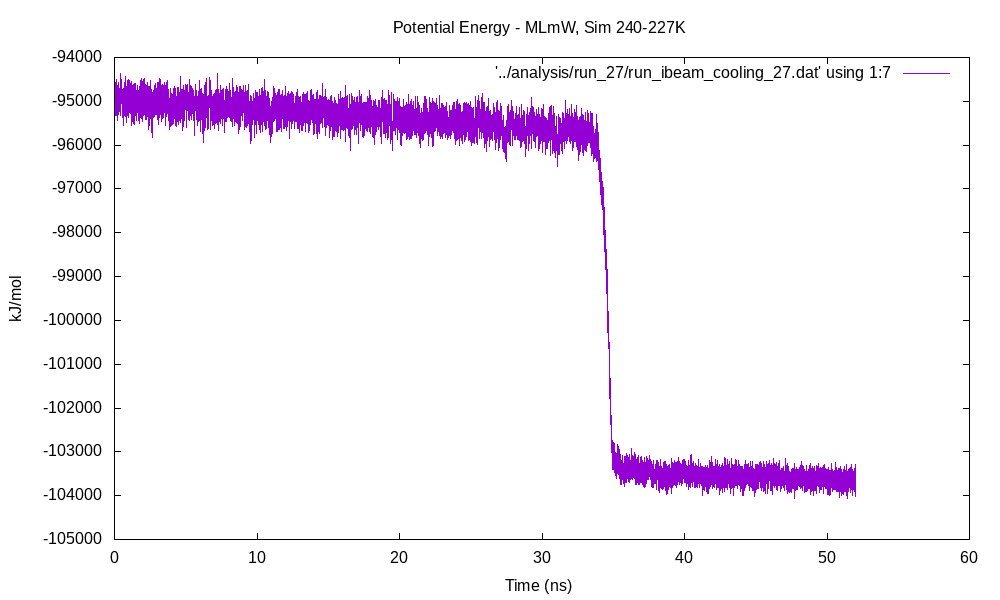 Potential Energy - MLmW, Sim 240-227K
'../analysis/run_27/run_ibeam_cooling_27.dat' using 1:7
-94000
-95000
-96000
-97000
-98000
-99000
-100000
-101000
-102000
-103000
-104000
-105000
kJ/mol
0 10 20 30 40 50 60
Time (ns)